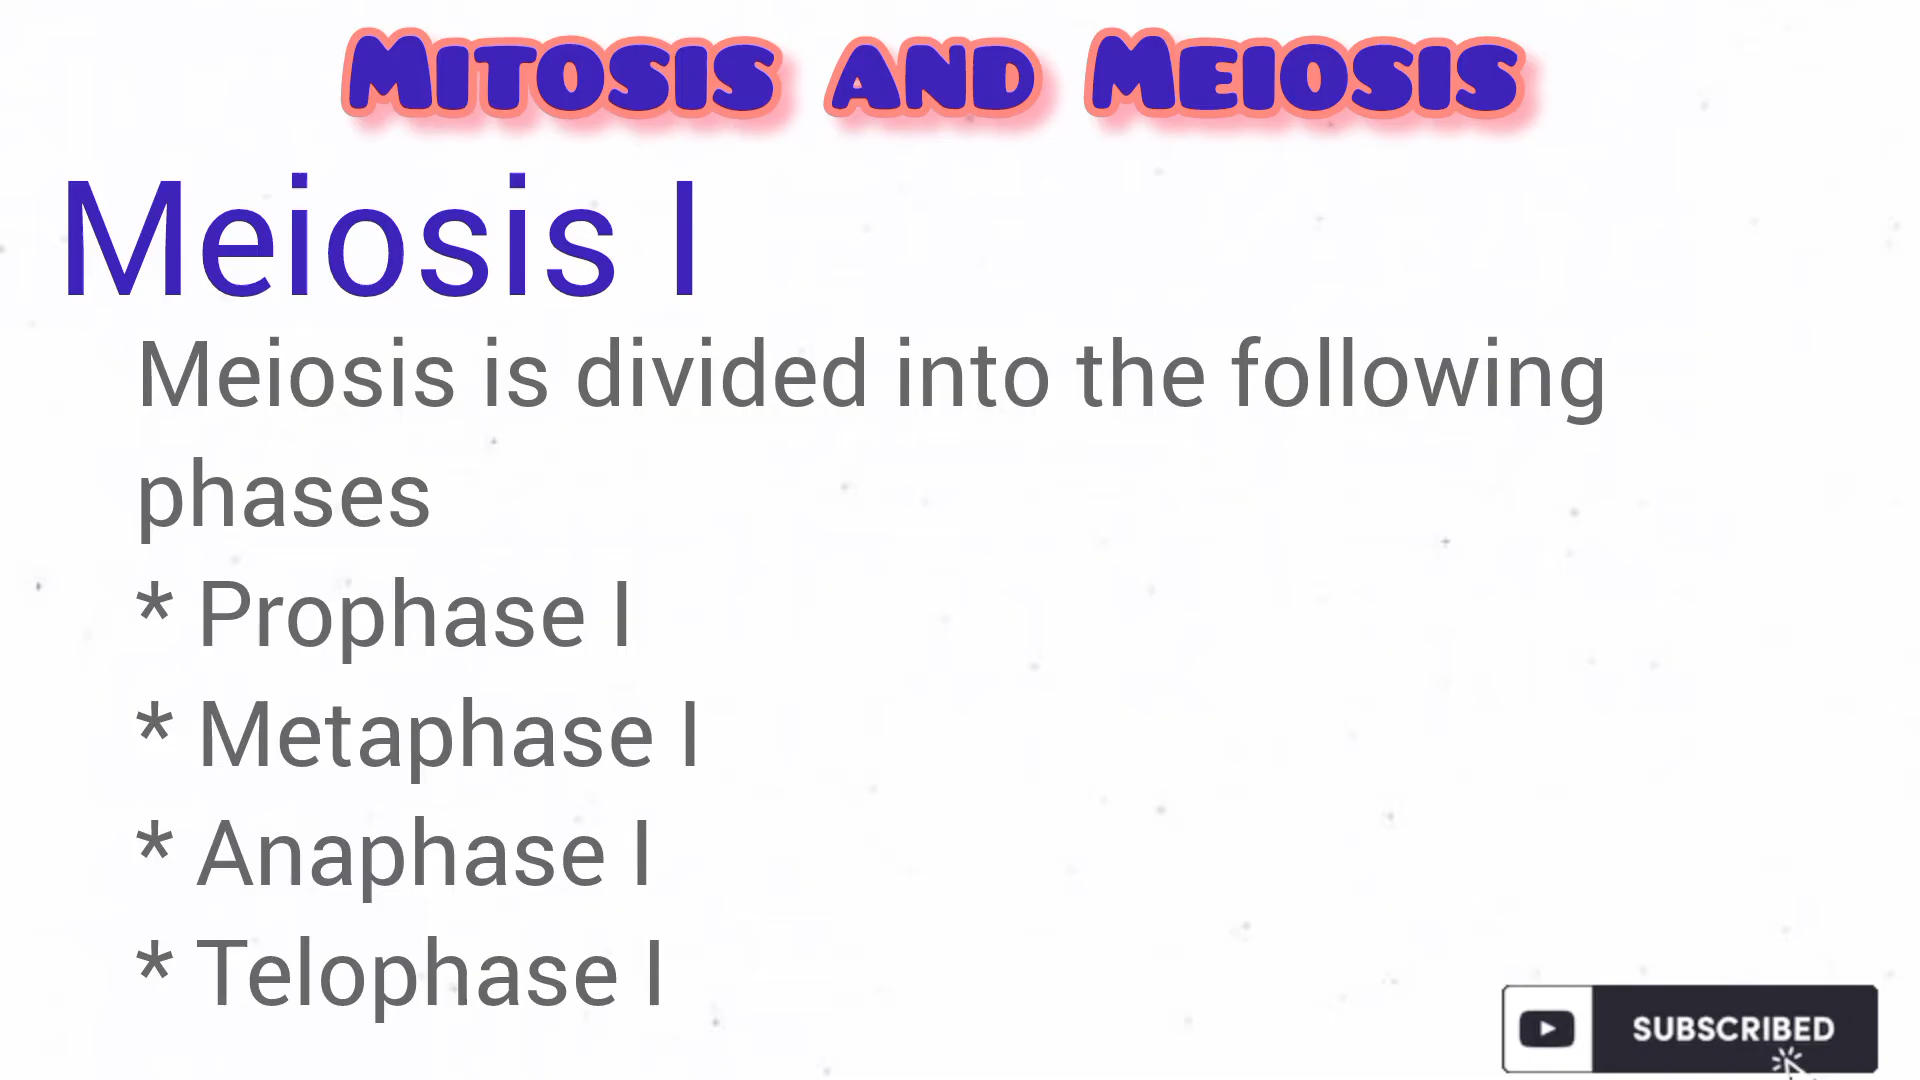 Mitosis and Meiosis
Meiosis I
Meiosis is divided into the following
phases
* Prophase I
* Metaphase I
* Anaphase I
* Telophase I
SUBSCRIBED